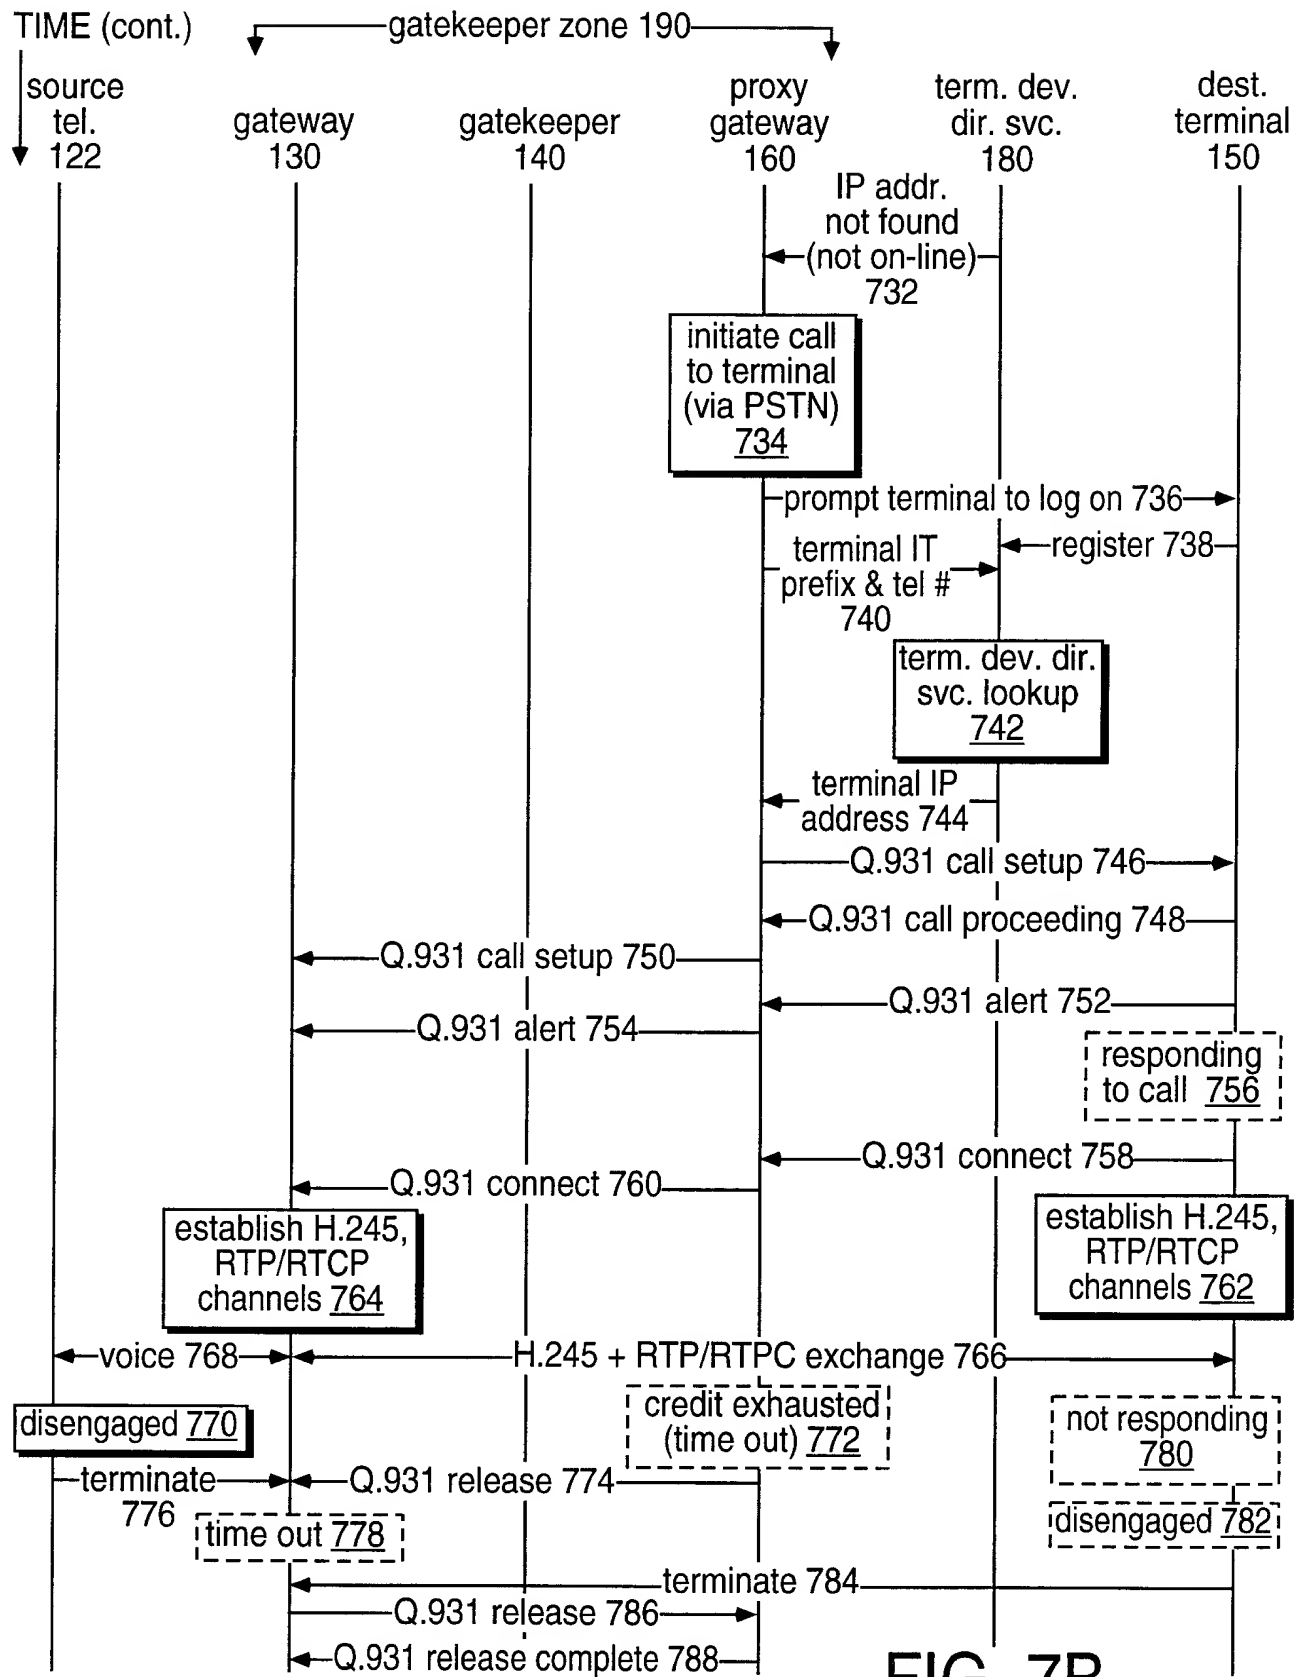 TIME (cont.)
gatekeeper zone 190
source
tel.
122
gateway
130
gatekeeper
140
proxy
gateway
160
term. dev.
dir. svc.
180
dest.
terminal
150
IP addr.
not found
(not on-line)
732
initiate call
to terminal
(via PSTN)
734
prompt terminal to log on 736
register 738
terminal IT
prefix & tel #
740
term. dev. dir.
svc. lookup
742
terminal IP
address 744
Q.931 call setup 746
Q.931 call proceeding 748
Q.931 call setup 750
Q.931 alert 752
Q.931 alert 754
responding
to call 756
Q.931 connect 758
Q.931 connect 760
establish H.245,
RTP/RTCP
channels 764
establish H.245,
RTP/RTCP
channels 762
voice 768
H.245 + RTP/RTPC exchange 766
disengaged 770
credit exhausted
(time out) 772
not responding
780
terminate
776
Q.931 release 774
time out 778
disengaged 782
terminate 784
Q.931 release 786
Q.931 release complete 788
FIG. 7B